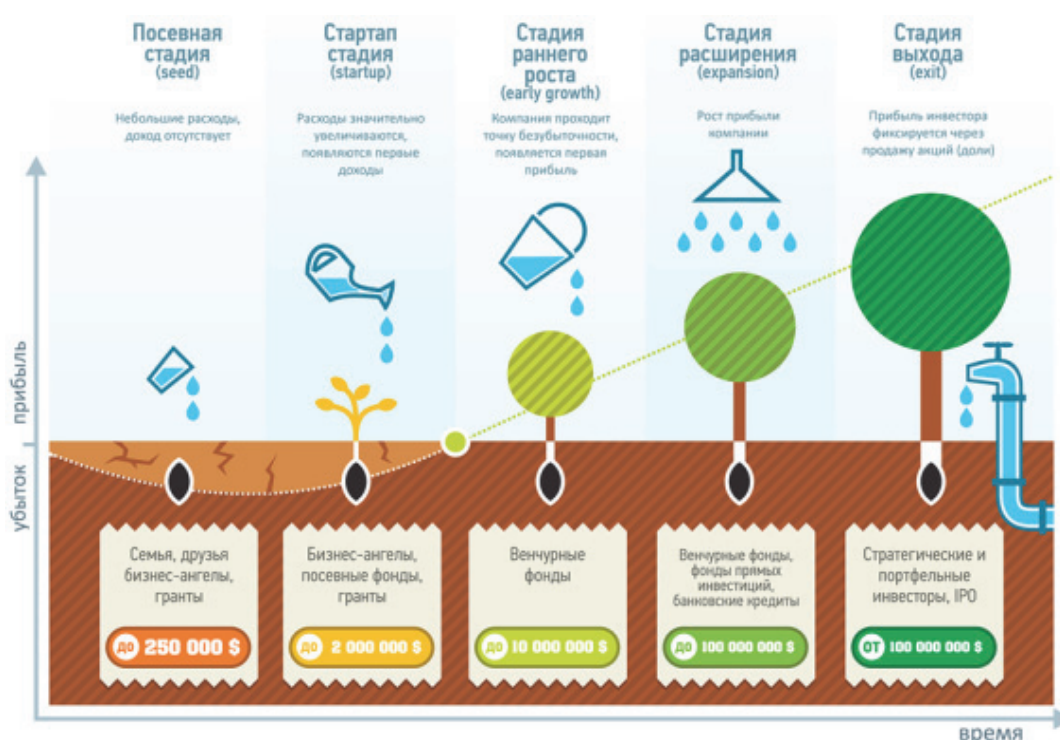 Посевная
стадия
(seed)
Небольшие расходы,
доход отсутствует
Стартап
стадия
(startup)
Расходы значительно
увеличиваются,
появляются первые
доходы
Стадия
раннего
роста
(early growth)
Компания проходит
точку безубыточности,
появляется первая
прибыль
Стадия
расширения
(expansion)
Рост прибыли
компании
Стадия
выхода
(exit)
Прибыль инвестора
фиксируется через
продажу акций (доли)
прибыль
убыток
Семья, друзья
бизнес-ангелы,
гранты
ДО 250 000 $
Бизнес-ангелы,
посевные фонды,
гранты
ДО 2 000 000 $
Венчурные
фонды
ДО 10 000 000 $
Венчурные фонды,
фонды прямых
инвестиций,
банковские кредиты
ДО 100 000 000 $
Стратегические и
портфельные
инвесторы, IPO
ОТ 100 000 000 $
время